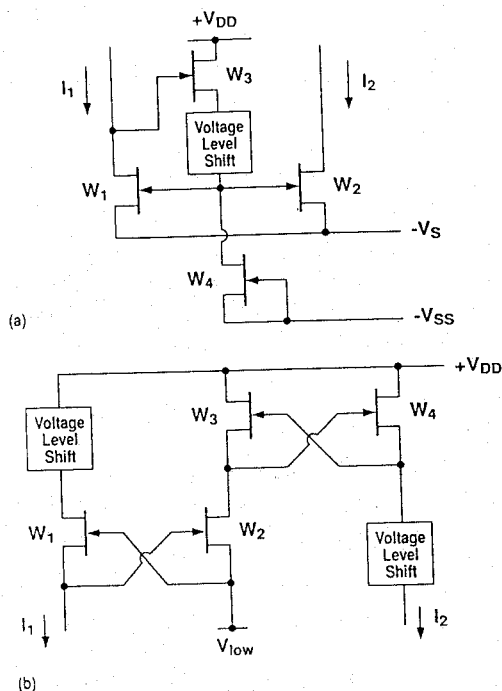 +VDD
I1
W3
I2
Voltage
Level
Shift
W1
W2
-VS
W4
-VSS
(a)
+VDD
W3
W4
Voltage
Level
Shift
W1
W2
Voltage
Level
Shift
I1
Vlow
I2
(b)